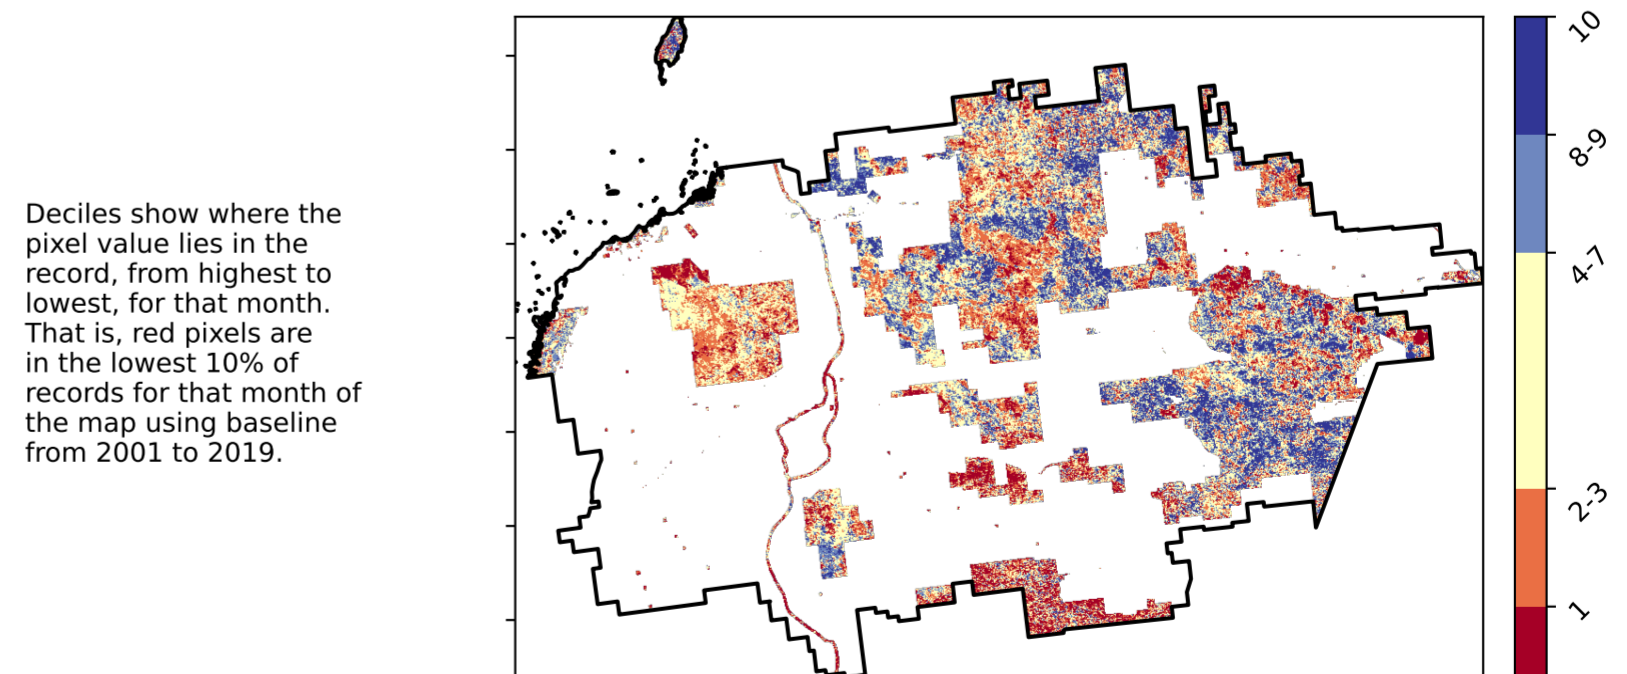 Deciles show where the
pixel value lies in the
record, from highest to
lowest, for that month.
That is, red pixels are
in the lowest 10% of
records for that month of
the map using baseline
from 2001 to 2019.
10
8-9
4-7
2-3
1